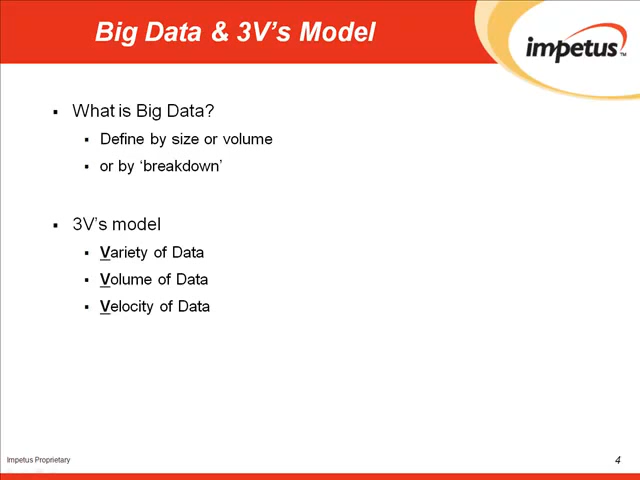 Big Data & 3V's Model
impetus™
What is Big Data?
Define by size or volume
or by ‘breakdown’
3V's model
Variety of Data
Volume of Data
Velocity of Data
Impetus Proprietary
4